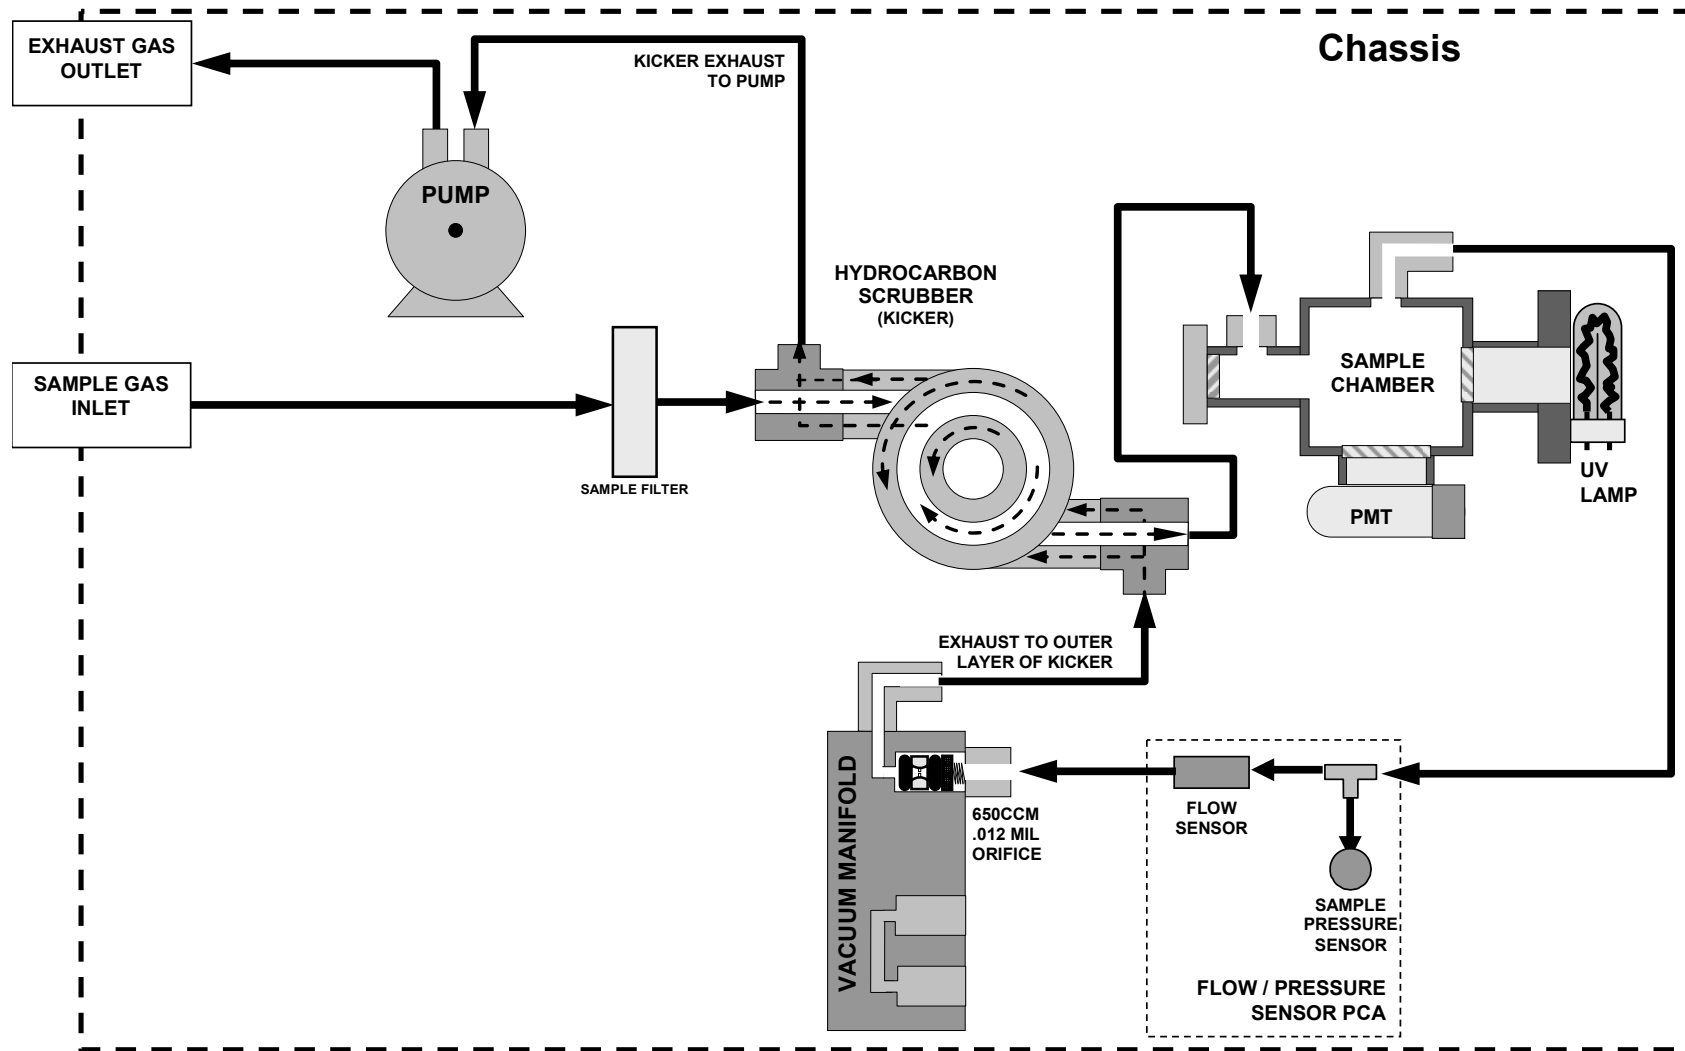 EXHAUST GAS
OUTLET
KICKER EXHAUST
TO PUMP
Chassis
PUMP
HYDROCARBON
SCRUBBER
(KICKER)
SAMPLE GAS
INLET
SAMPLE FILTER
SAMPLE
CHAMBER
UV
LAMP
PMT
EXHAUST TO OUTER
LAYER OF KICKER
VACUUM MANIFOLD
650CCM
.012 MIL
ORIFICE
FLOW
SENSOR
SAMPLE
PRESSURE
SENSOR
FLOW / PRESSURE
SENSOR PCA